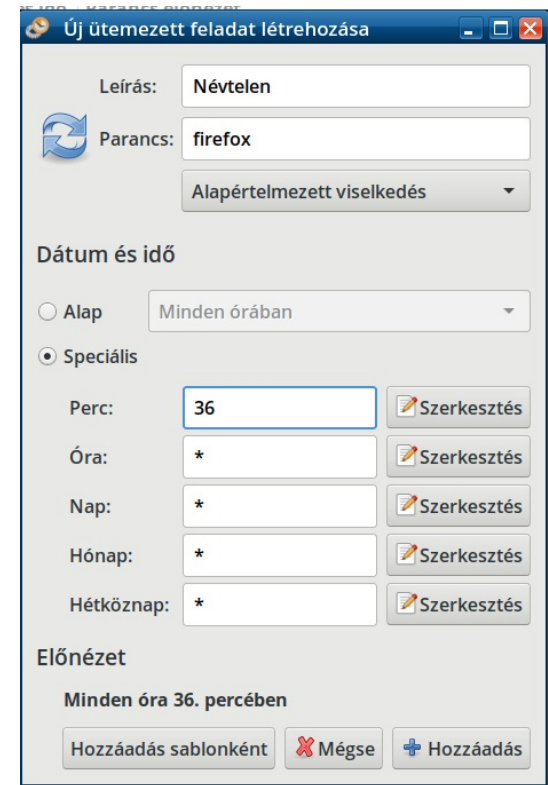 Új ütemezett feladat létrehozása
Leírás: Névtelen
Parancs: firefox
Alapértelmezett viselkedés
Dátum és idő
Alap Minden órában
Speciális
Perc: 36 Szerkesztés
Óra: * Szerkesztés
Nap: * Szerkesztés
Hónap: * Szerkesztés
Hétköznap: * Szerkesztés
Előnézet
Minden óra 36. percében
Hozzáadás sablonként Mégse Hozzáadás